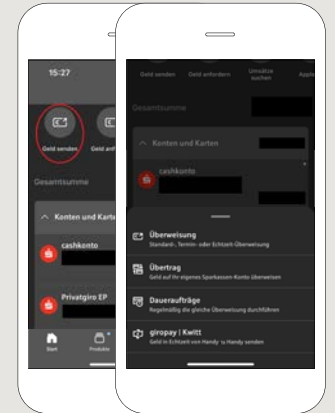 15:27
Geld senden
Geld anf
Gesamtsumme
Konten und Karte
cashkonto
Privatgiro EP
Start
Produkte
Geld senden
Geld anfordern
Umsätze suchen
Apple
Gesamtsumme
Konten und Karten
cashkonto
Überweisung
Standard-, Termin- oder Echtzeit-Überweisung
Übertrag
Geld auf Ihr eigenes Sparkassen-Konto überweisen
Daueraufträge
Regelmäßig die gleiche Überweisung durchführen
giropay | Kwitt
Geld in Echtzeit von Handy zu Handy senden